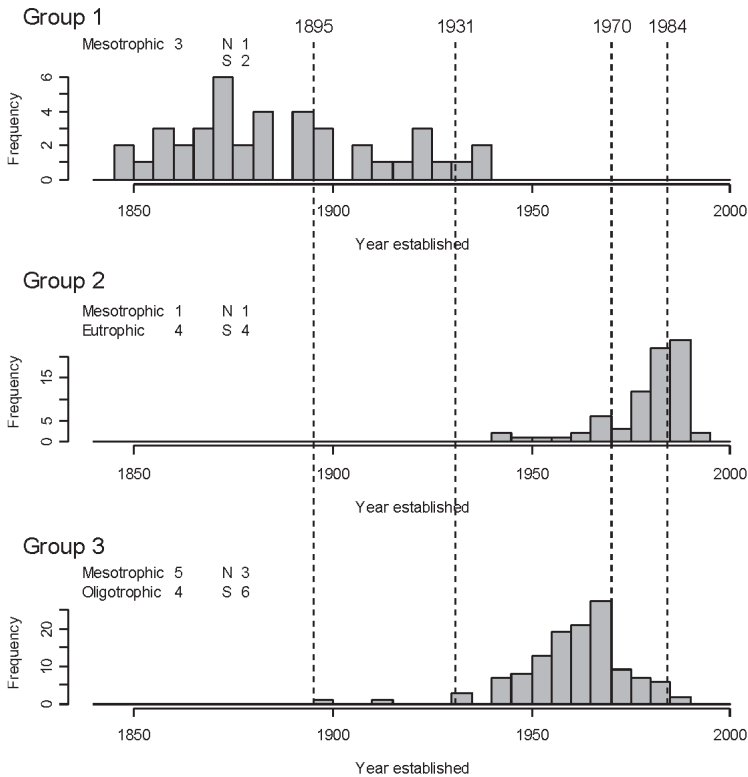 Group 1
1895 1931 1970 1984
Mesotrophic 3 N 1
S 2
Frequency
6
4
2
0
1850 1900 1950 2000
Year established
Group 2
Mesotrophic 1 N 1
Eutrophic 4 S 4
Frequency
15
5
0
1850 1900 1950 2000
Year established
Group 3
Mesotrophic 5 N 3
Oligotrophic 4 S 6
Frequency
20
10
0
1850 1900 1950 2000
Year established